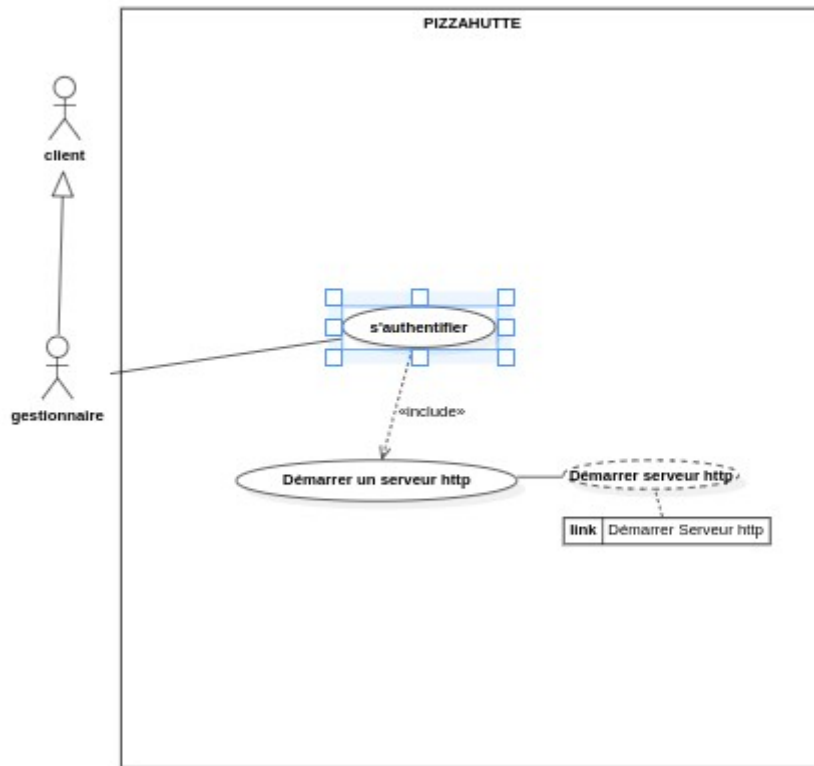 PIZZAHUTTE
client
s'authentifier
gestionnaire
«include»
Démarrer un serveur http
Démarrer serveur http
link Démarrer Serveur http